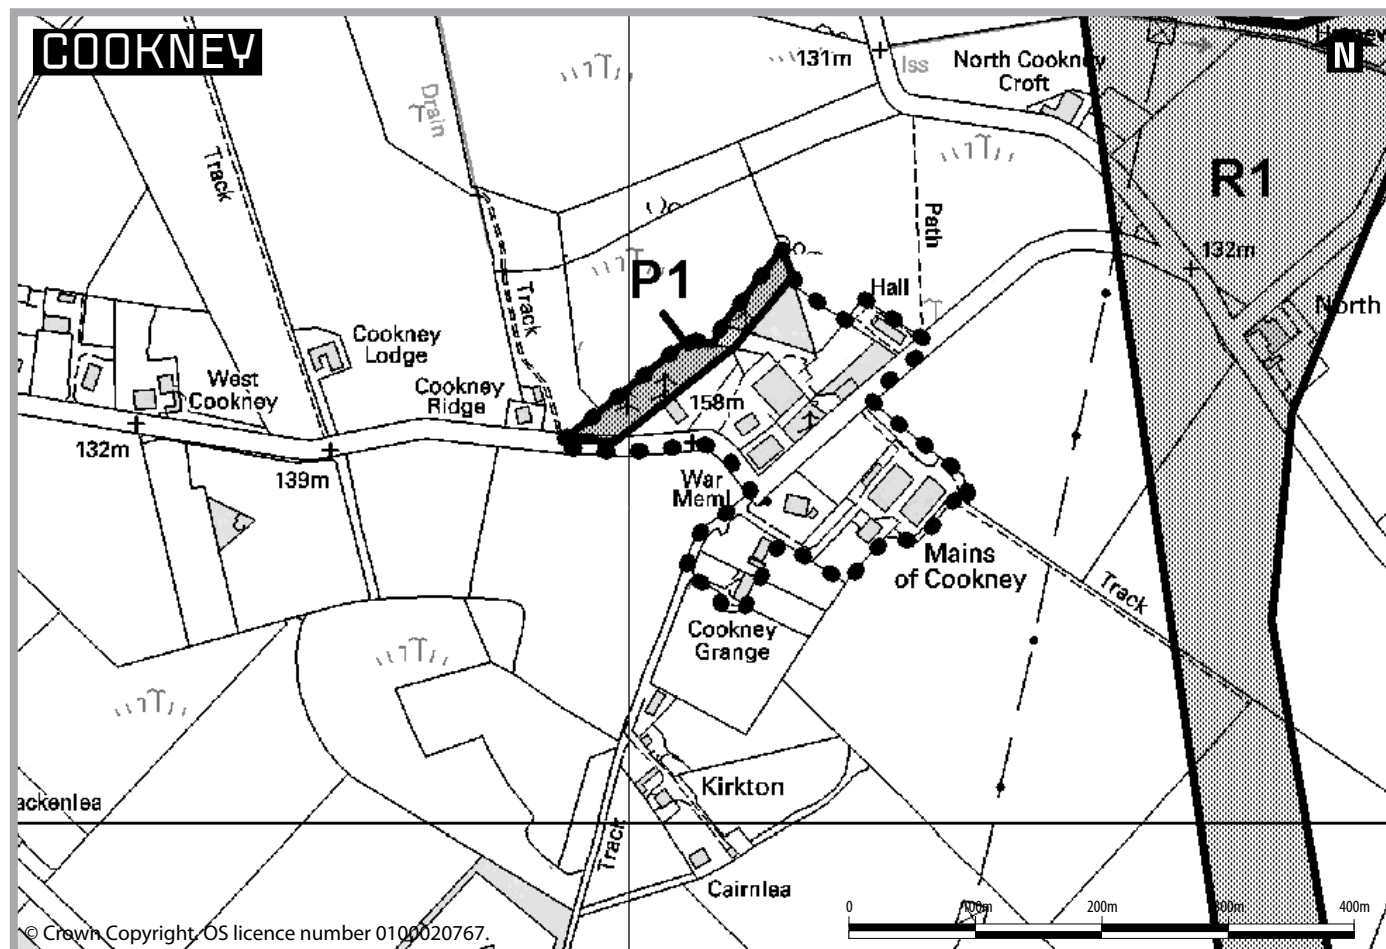 COOKNEY
N
131m
Iss
North Cookney
Croft
Drain
Track
R1
Path
132m
P1
Hall
Track
North
Cookney
Lodge
West
Cookney
Cookney
Ridge
158m
132m
139m
War
Meml
Mains
of Cookney
Track
Cookney
Grange
Kirkton
ackenlea
Track
Cairnlea
0
100m
200m
300m
400m
© Crown Copyright. OS licence number 0100020767.